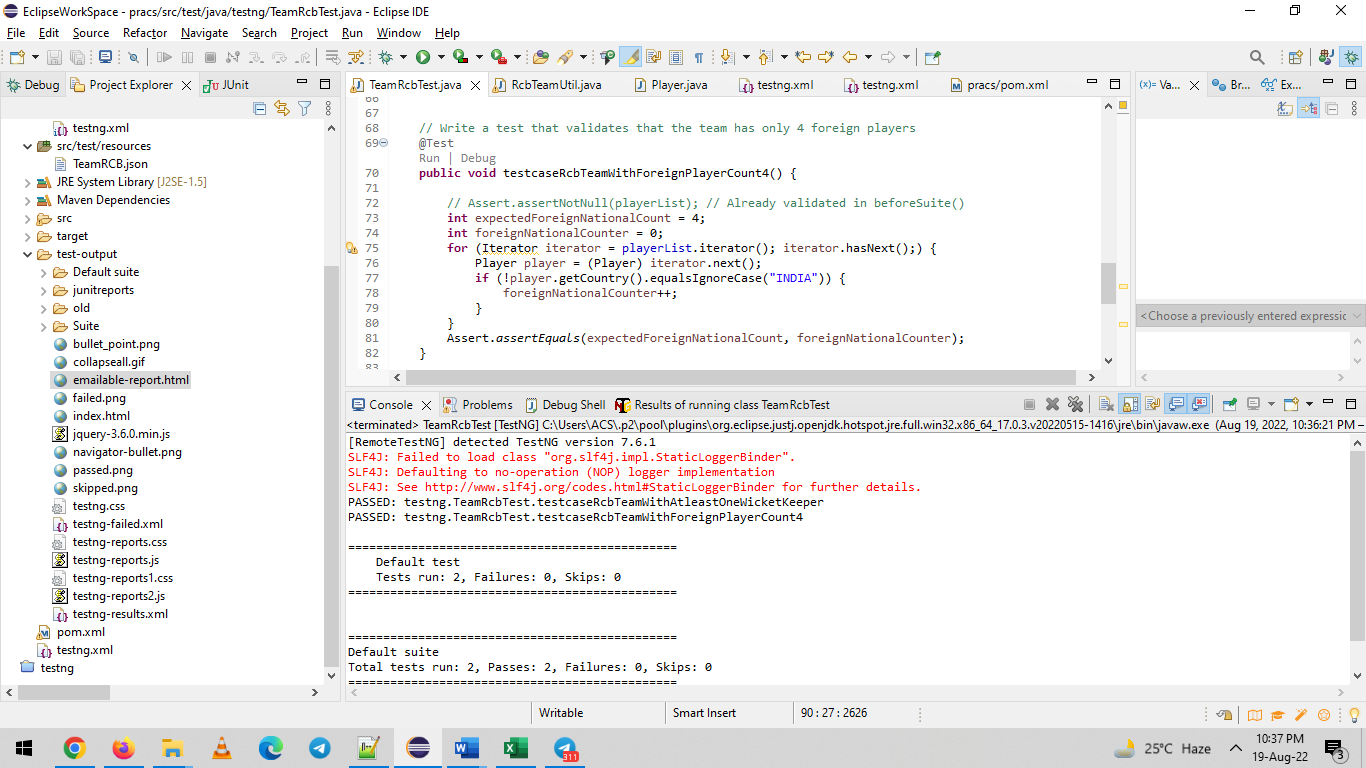 EclipseWorkSpace - pracs/src/test/java/testng/TeamRcbTest.java - Eclipse IDE
File Edit Source Refactor Navigate Search Project Run Window Help
Debug Project Explorer JUnit
testng.xml
src/test/resources
TeamRCB.json
JRE System Library [J2SE-1.5]
Maven Dependencies
src
target
test-output
Default suite
junitreports
old
Suite
bullet_point.png
collapseall.gif
emailable-report.html
failed.png
index.html
jquery-3.6.0.min.js
navigator-bullet.png
passed.png
skipped.png
testng.css
testng-failed.xml
testng-reports.css
testng-reports.js
testng-reports1.css
testng-reports2.js
testng-results.xml
pom.xml
testng.xml
testng
TeamRcbTest.java RcbTeamUtil.java Player.java testng.xml testng.xml pracs/pom.xml
66
67
68 // Write a test that validates that the team has only 4 foreign players
69 @Test
Run | Debug
70 public void testcaseRcbTeamWithForeignPlayerCount4() {
71
72 // Assert.assertNotNull(playerList); // Already validated in beforeSuite()
73 int expectedForeignNationalCount = 4;
74 int foreignNationalCounter = 0;
75 for (Iterator iterator = playerList.iterator(); iterator.hasNext();) {
76 Player player = (Player) iterator.next();
77 if (!player.getCountry().equalsIgnoreCase("INDIA")) {
78 foreignNationalCounter++;
79 }
80 }
81 Assert.assertEquals(expectedForeignNationalCount, foreignNationalCounter);
82 }
83
(x)= Va... Br... Ex...
<Choose a previously entered expressic
Console Problems Debug Shell Results of running class TeamRcbTest
<terminated> TeamRcbTest [TestNG] C:\Users\ACS\.p2\pool\plugins\org.eclipse.justj.openjdk.hotspot.jre.full.win32.x86_64_17.0.3.v20220515-1416\jre\bin\javaw.exe (Aug 19, 2022, 10:36:21 PM –
[RemoteTestNG] detected TestNG version 7.6.1
SLF4J: Failed to load class "org.slf4j.impl.StaticLoggerBinder".
SLF4J: Defaulting to no-operation (NOP) logger implementation
SLF4J: See http://www.slf4j.org/codes.html#StaticLoggerBinder for further details.
PASSED: testng.TeamRcbTest.testcaseRcbTeamWithAtleastOneWicketKeeper
PASSED: testng.TeamRcbTest.testcaseRcbTeamWithForeignPlayerCount4
===============================================
Default test
Tests run: 2, Failures: 0, Skips: 0
===============================================
===============================================
Default suite
Total tests run: 2, Passes: 2, Failures: 0, Skips: 0
===============================================
Writable Smart Insert 90 : 27 : 2626
311
25°C Haze
10:37 PM
19-Aug-22
3